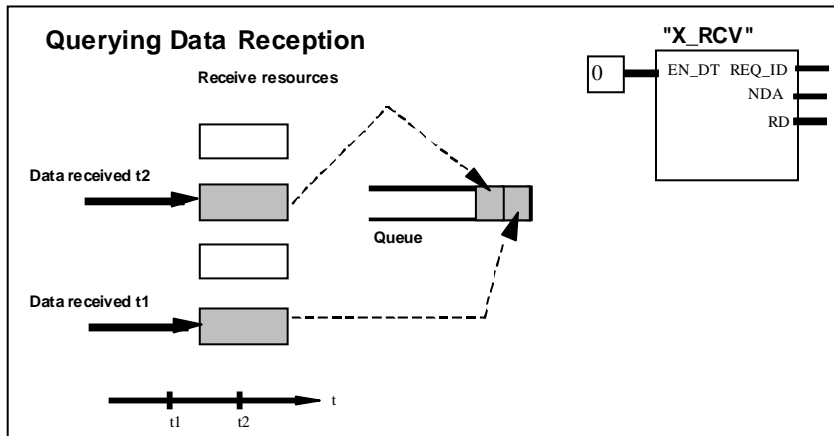 Querying Data Reception
"X_RCV"
Receive resources
0
EN_DT REQ_ID
NDA
RD
Data received t2
Queue
Data received t1
t
t1 t2